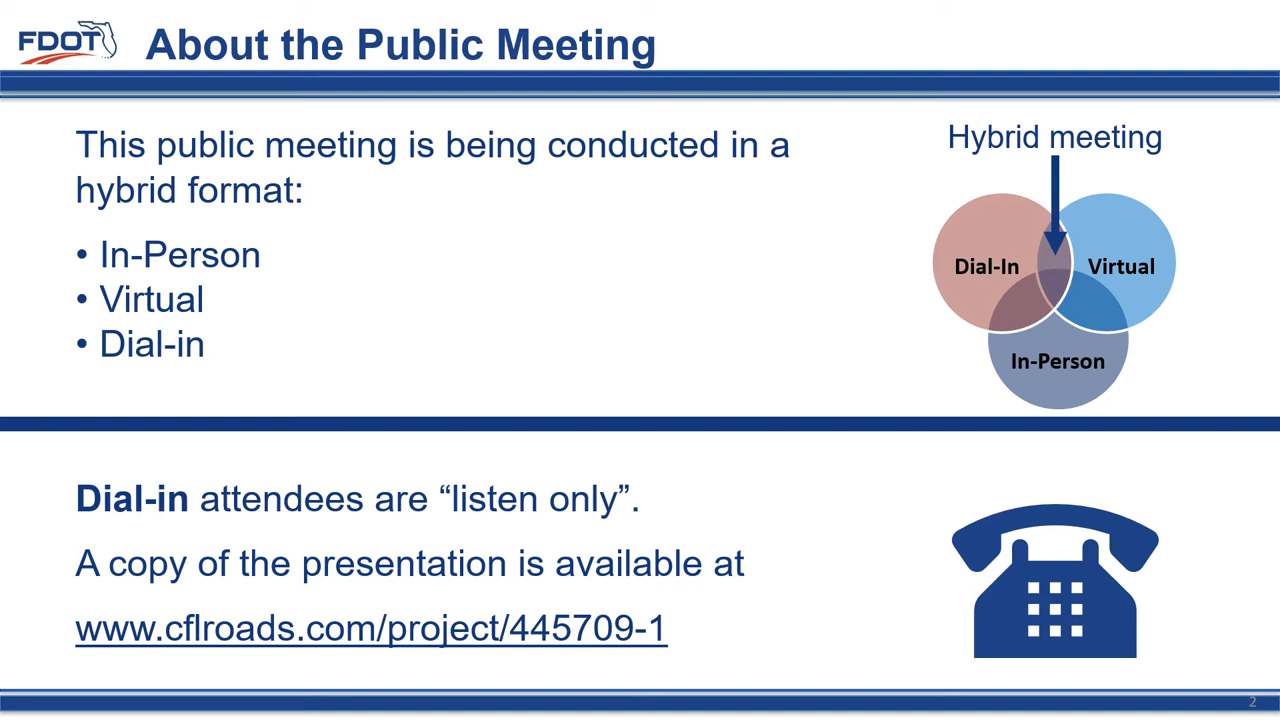 FDOT
About the Public Meeting
This public meeting is being conducted in a
hybrid format:
• In-Person
• Virtual
• Dial-in
Hybrid meeting
Dial-In
Virtual
In-Person
Dial-in attendees are “listen only”.
A copy of the presentation is available at
www.cflroads.com/project/445709-1
2